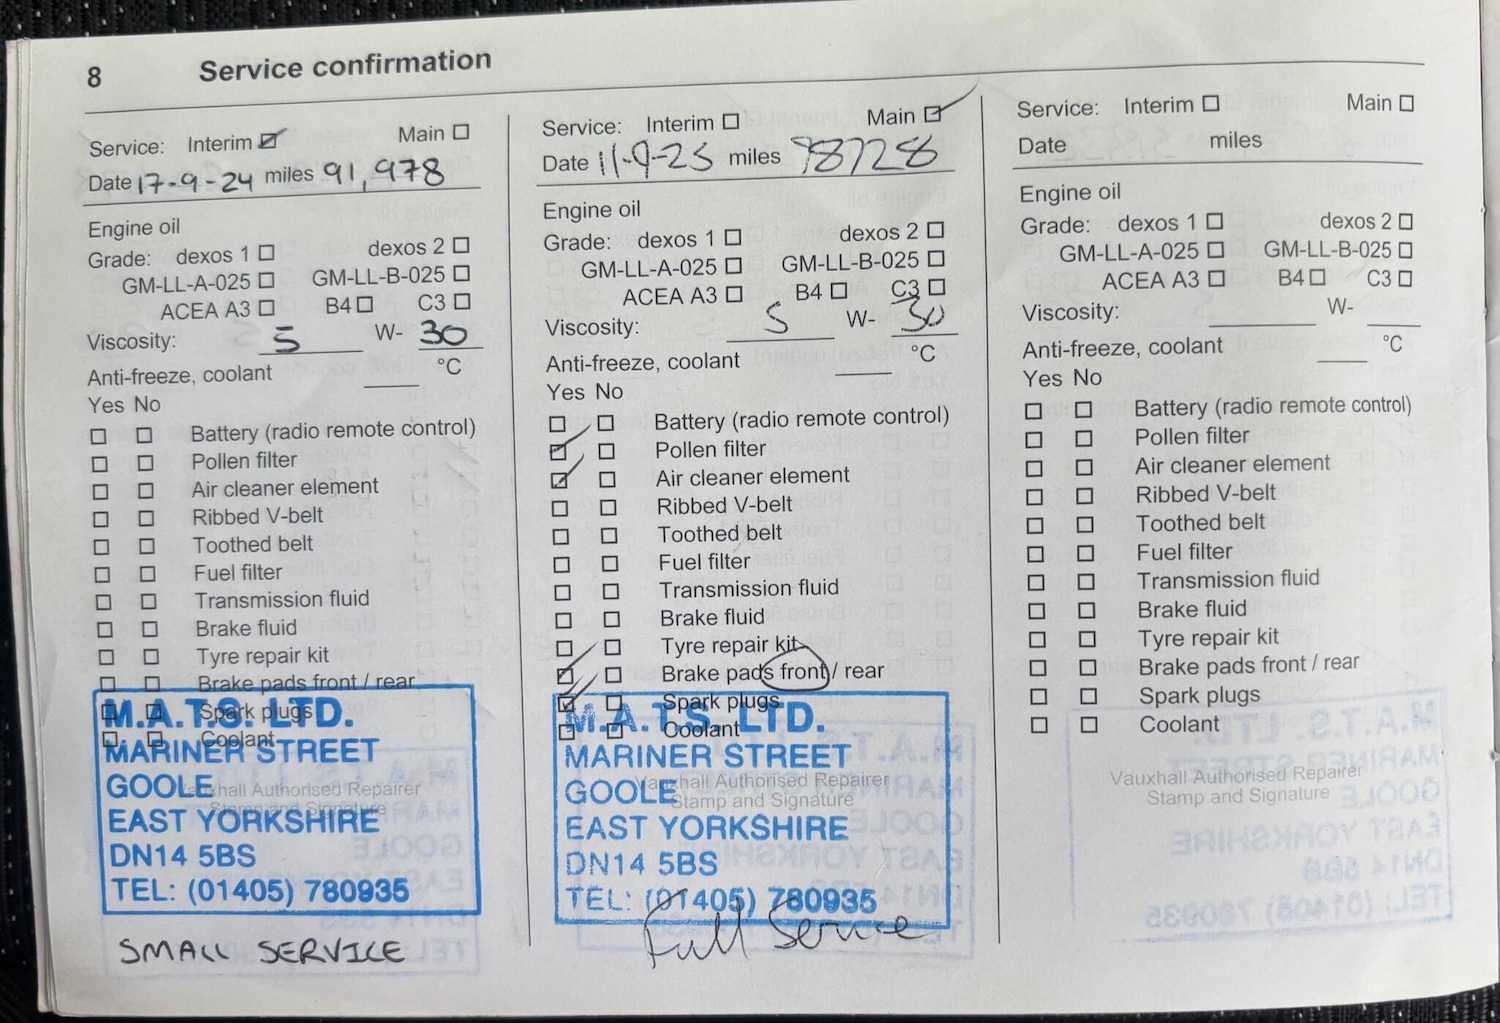 8 Service confirmation
Service: Interim Main
Date 17-9-24 miles 91,978
Engine oil
Grade: dexos 1 dexos 2
GM-LL-A-025 GM-LL-B-025
ACEA A3 B4 C3
Viscosity: 5 W- 30
Anti-freeze, coolant °C
Yes No
Battery (radio remote control)
Pollen filter
Air cleaner element
Ribbed V-belt
Toothed belt
Fuel filter
Transmission fluid
Brake fluid
Tyre repair kit
Brake pads front / rear
Spark plugs
Coolant
Vauxhall Authorised Repairer
Stamp and Signature
M.A.T.S. LTD.
MARINER STREET
GOOLE
EAST YORKSHIRE
DN14 5BS
TEL: (01405) 780935
SMALL SERVICE
Service: Interim Main
Date 11-9-25 miles 98728
Engine oil
Grade: dexos 1 dexos 2
GM-LL-A-025 GM-LL-B-025
ACEA A3 B4 C3
Viscosity: 5 W- 30
Anti-freeze, coolant °C
Yes No
Battery (radio remote control)
Pollen filter
Air cleaner element
Ribbed V-belt
Toothed belt
Fuel filter
Transmission fluid
Brake fluid
Tyre repair kit
Brake pads front / rear
Spark plugs
Coolant
Vauxhall Authorised Repairer
Stamp and Signature
M.A.T.S. LTD.
MARINER STREET
GOOLE
EAST YORKSHIRE
DN14 5BS
TEL: (01405) 780935
Full Service
Service: Interim Main
Date miles
Engine oil
Grade: dexos 1 dexos 2
GM-LL-A-025 GM-LL-B-025
ACEA A3 B4 C3
Viscosity: W-
Anti-freeze, coolant °C
Yes No
Battery (radio remote control)
Pollen filter
Air cleaner element
Ribbed V-belt
Toothed belt
Fuel filter
Transmission fluid
Brake fluid
Tyre repair kit
Brake pads front / rear
Spark plugs
Coolant
Vauxhall Authorised Repairer
Stamp and Signature